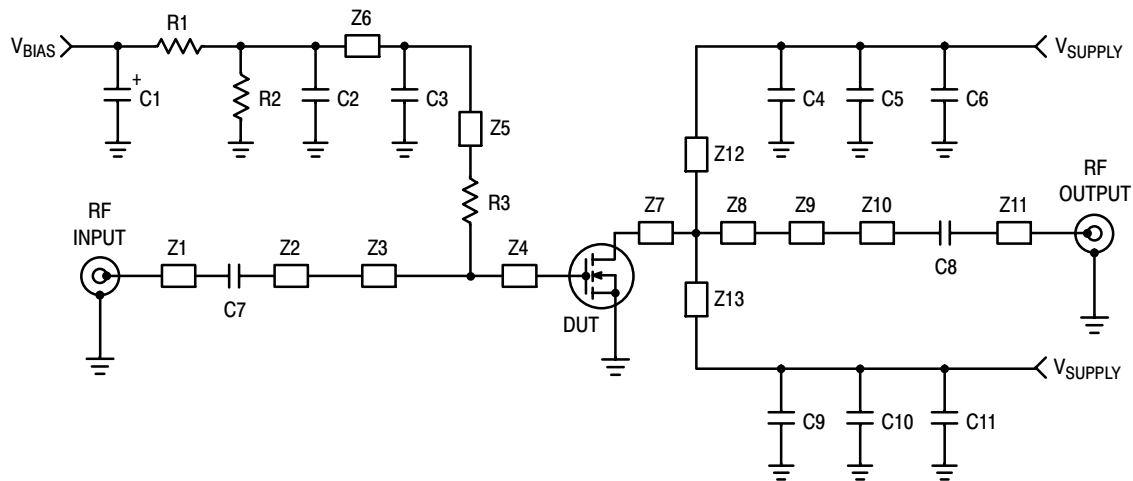 R1
Z6
VBIAS
VSUPPLY
+
C1
R2
C2
C3
C4
C5
C6
Z5
Z12
RF
INPUT
R3
RF
OUTPUT
Z1
Z2
Z3
Z4
Z7
Z8
Z9
Z10
Z11
C7
C8
DUT
Z13
VSUPPLY
C9
C10
C11